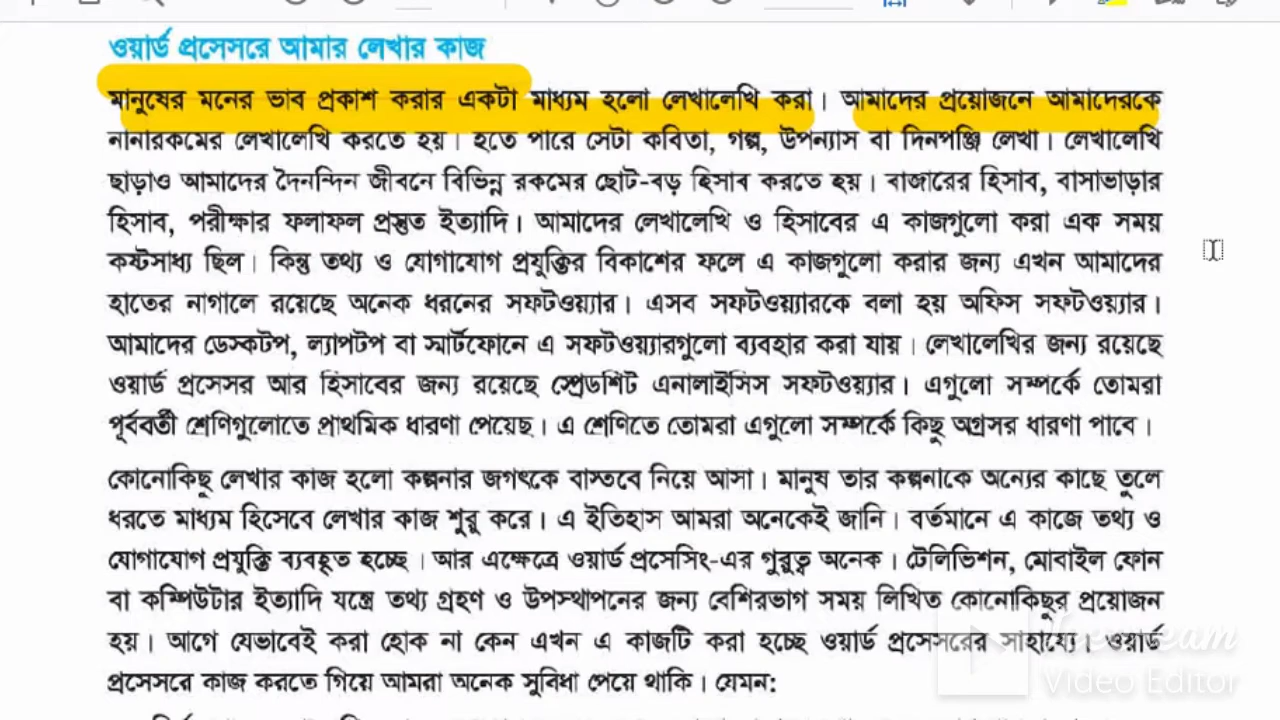 ওয়ার্ড প্রসেসরে আমার লেখার কাজ
মানুষের মনের ভাব প্রকাশ করার একটা মাধ্যম হলো লেখালেখি করা। আমাদের প্রয়োজনে আমাদেরকে
নানারকমের লেখালেখি করতে হয়। হতে পারে সেটা কবিতা, গল্প, উপন্যাস বা দিনপঞ্জি লেখা। লেখালেখি
ছাড়াও আমাদের দৈনন্দিন জীবনে বিভিন্ন রকমের ছোট-বড় হিসাব করতে হয়। বাজারের হিসাব, বাসাভাড়ার
হিসাব, পরীক্ষার ফলাফল প্রস্তুত ইত্যাদি। আমাদের লেখালেখি ও হিসাবের এ কাজগুলো করা এক সময়
কষ্টসাধ্য ছিল। কিন্তু তথ্য ও যোগাযোগ প্রযুক্তির বিকাশের ফলে এ কাজগুলো করার জন্য এখন আমাদের
হাতের নাগালে রয়েছে অনেক ধরনের সফটওয়্যার। এসব সফটওয়্যারকে বলা হয় অফিস সফটওয়্যার।
আমাদের ডেস্কটপ, ল্যাপটপ বা স্মার্টফোনে এ সফটওয়্যারগুলো ব্যবহার করা যায়। লেখালেখির জন্য রয়েছে
ওয়ার্ড প্রসেসর আর হিসাবের জন্য রয়েছে স্প্রেডশিট এনালাইসিস সফটওয়্যার। এগুলো সম্পর্কে তোমরা
পূর্ববর্তী শ্রেণিগুলোতে প্রাথমিক ধারণা পেয়েছ। এ শ্রেণিতে তোমরা এগুলো সম্পর্কে কিছু অগ্রসর ধারণা পাবে।
কোনোকিছু লেখার কাজ হলো কল্পনার জগৎকে বাস্তবে নিয়ে আসা। মানুষ তার কল্পনাকে অন্যের কাছে তুলে
ধরতে মাধ্যম হিসেবে লেখার কাজ শুরু করে। এ ইতিহাস আমরা অনেকেই জানি। বর্তমানে এ কাজে তথ্য ও
যোগাযোগ প্রযুক্তি ব্যবহৃত হচ্ছে। আর এক্ষেত্রে ওয়ার্ড প্রসেসিং-এর গুরুত্ব অনেক। টেলিভিশন, মোবাইল ফোন
বা কম্পিউটার ইত্যাদি যন্ত্রে তথ্য গ্রহণ ও উপস্থাপনের জন্য বেশিরভাগ সময় লিখিত কোনোকিছুর প্রয়োজন
হয়। আগে যেভাবেই করা হোক না কেন এখন এ কাজটি করা হচ্ছে ওয়ার্ড প্রসেসরের সাহায্যে। ওয়ার্ড
প্রসেসরে কাজ করতে গিয়ে আমরা অনেক সুবিধা পেয়ে থাকি। যেমন:
Video Editor